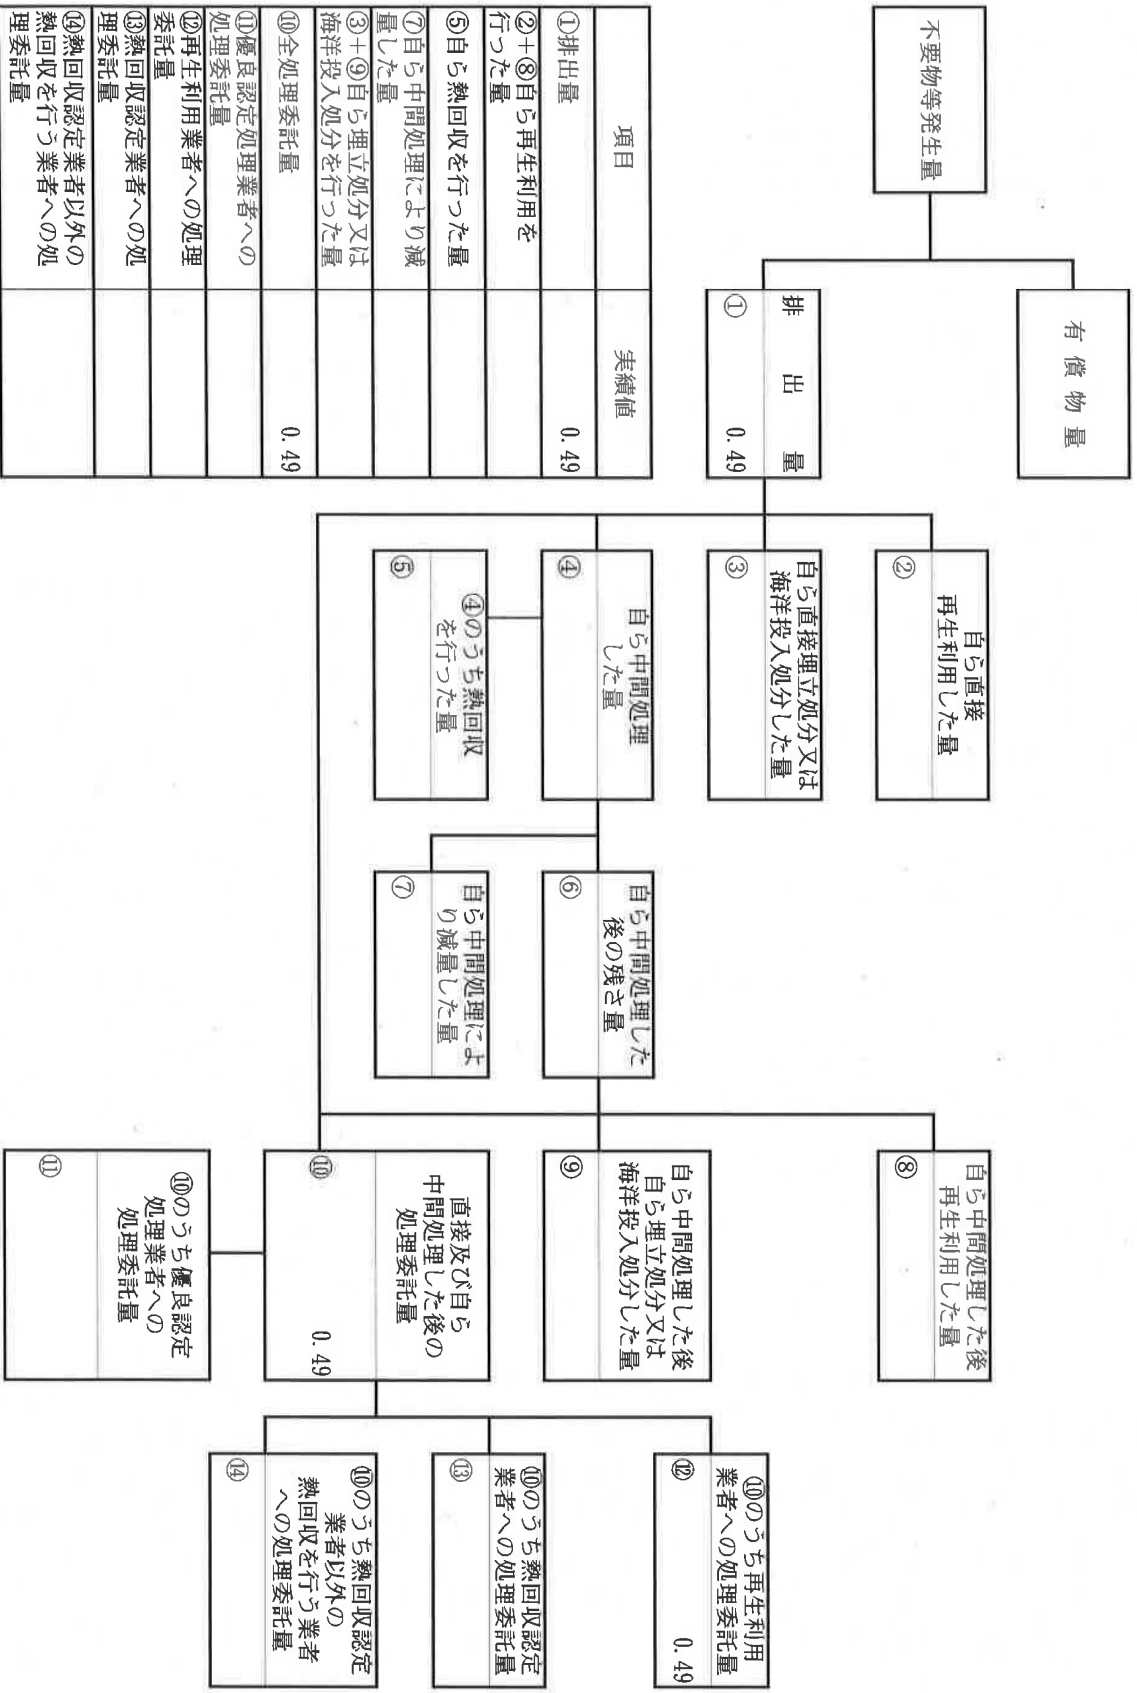 不要物等発生量
有償物量
排出量
① 0.49
自ら直接
再生利用した量
②
自ら直接埋立処分又は
海洋投入処分した量
③
自ら中間処理
した量
④
④のうち熱回収
を行った量
⑤
自ら中間処理した
後の残さ量
⑥
自ら中間処理によ
り減量した量
⑦
自ら中間処理した後
再生利用した量
⑧
自ら中間処理した後
自ら埋立処分又は
海洋投入処分した量
⑨
直接及び自ら
中間処理した後の
処理委託量
⑩ 0.49
⑩のうち優良認定
処理業者への
処理委託量
⑪
⑩のうち再生利用
業者への処理委託量
⑫ 0.49
⑩のうち熱回収認定
業者への処理委託量
⑬
⑩のうち熱回収認定
業者以外の
熱回収を行う業者
への処理委託量
⑭
項目 実績値
①排出量 0.49
②+⑧自ら再生利用を
行った量
⑤自ら熱回収を行った量
⑦自ら中間処理により減
量した量
③+⑨自ら埋立処分又は
海洋投入処分を行った量
⑩全処理委託量 0.49
⑪優良認定処理業者への
処理委託量
⑫再生利用業者への処理
委託量
⑬熱回収認定業者への処
理委託量
⑭熱回収認定業者以外の
熱回収を行う業者への処
理委託量